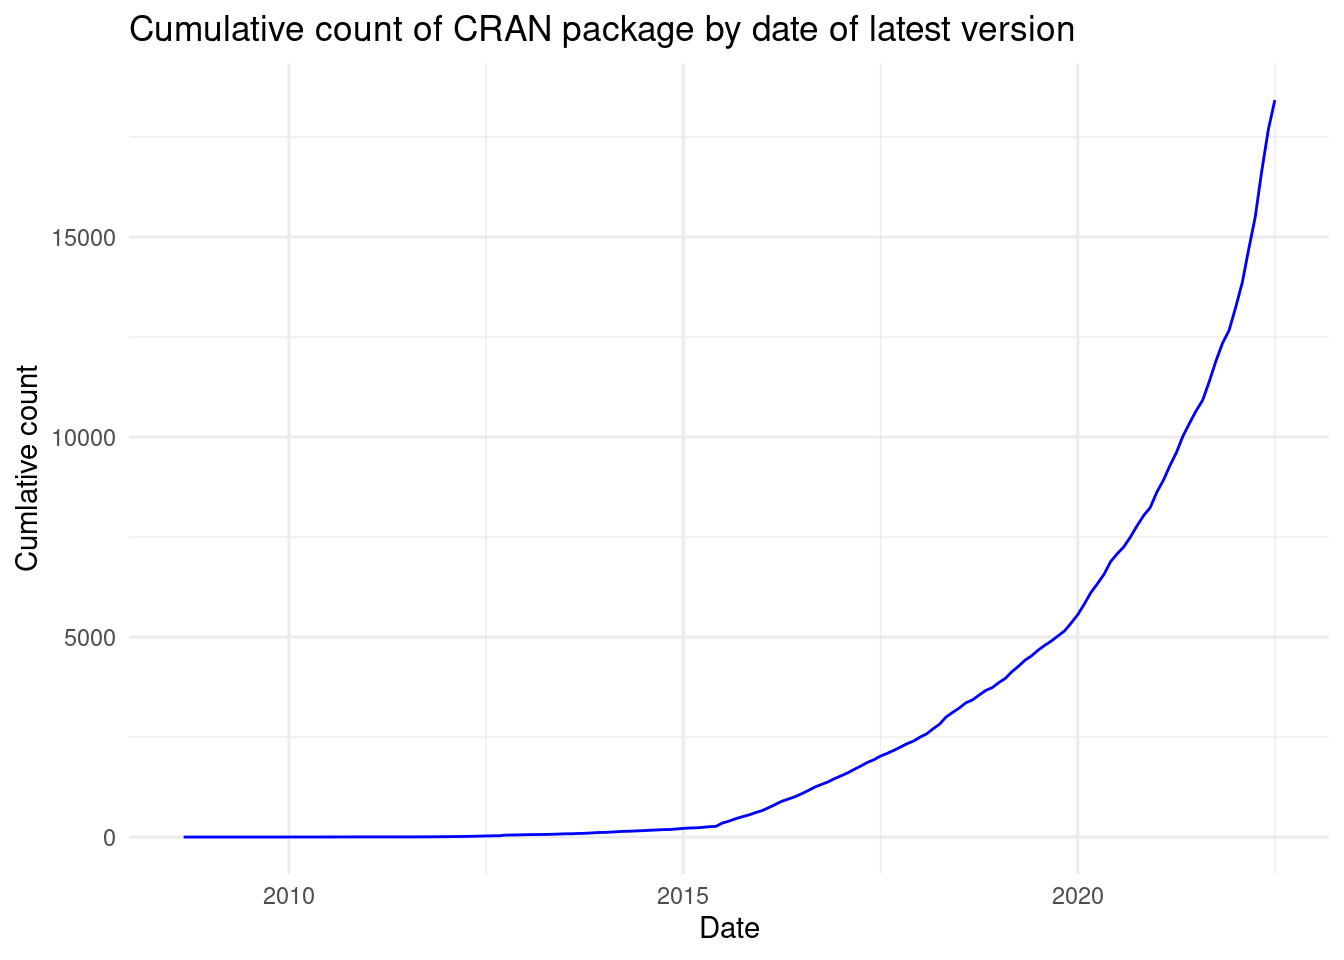 Cumulative count of CRAN package by date of latest version
Cumlative count
15000
10000
5000
0
2010
2015
2020
Date